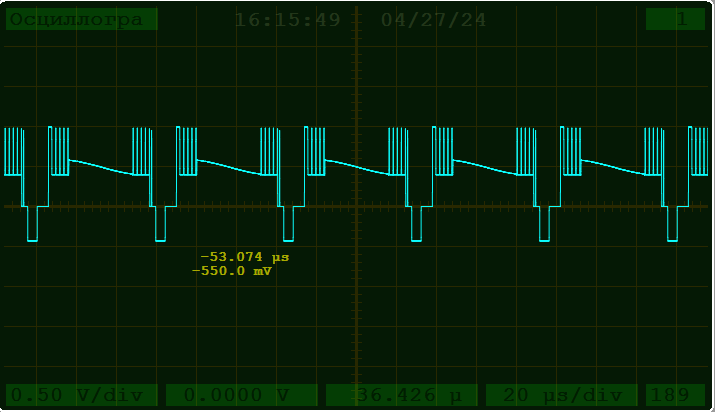 Осциллогра 16:15:49 04/27/24 1
-53.074 µs
-550.0 mV
0.50 V/div 0.0000 V 36.426 µ 20 µs/div 189